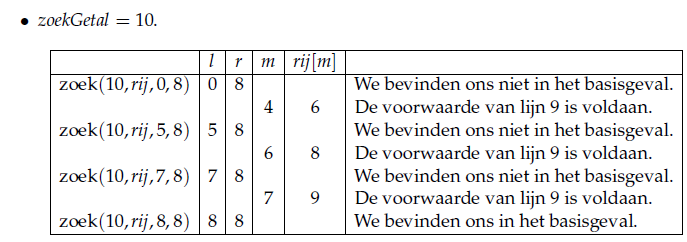 • zoekGetal = 10.
l r m rij[m]
zoek(10, rij, 0, 8) 0 8 We bevinden ons niet in het basisgeval.
4 6 De voorwaarde van lijn 9 is voldaan.
zoek(10, rij, 5, 8) 5 8 We bevinden ons niet in het basisgeval.
6 8 De voorwaarde van lijn 9 is voldaan.
zoek(10, rij, 7, 8) 7 8 We bevinden ons niet in het basisgeval.
7 9 De voorwaarde van lijn 9 is voldaan.
zoek(10, rij, 8, 8) 8 8 We bevinden ons in het basisgeval.